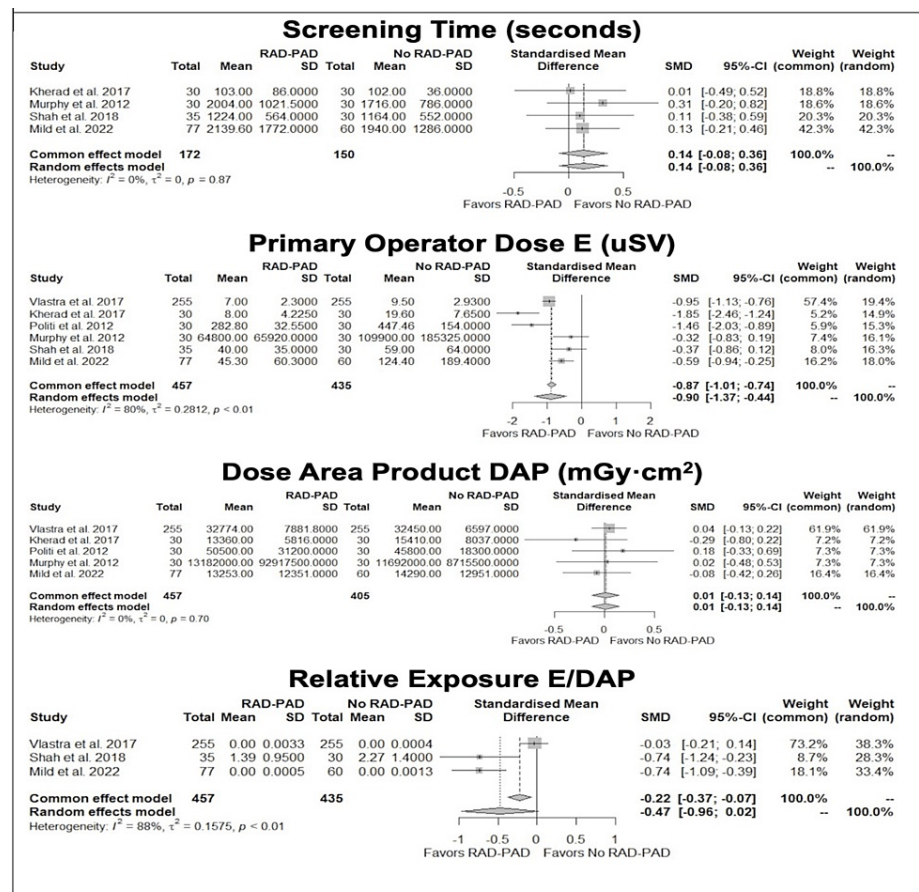 Screening Time (seconds)
RAD-PAD No RAD-PAD Standardised Mean Weight Weight
Study Total Mean SD Total Mean SD Difference SMD 95%-CI (common) (random)
Kherad et al. 2017 30 103.00 86.0000 30 102.00 36.0000 0.01 [-0.49; 0.52] 18.8% 18.8%
Murphy et al. 2012 30 2004.00 1021.5000 30 1716.00 786.0000 0.31 [-0.20; 0.82] 18.6% 18.6%
Shah et al. 2018 35 1224.00 564.0000 30 1164.00 552.0000 0.11 [-0.38; 0.59] 20.3% 20.3%
Mild et al. 2022 77 2139.60 1772.0000 60 1940.00 1286.0000 0.13 [-0.21; 0.46] 42.3% 42.3%
Common effect model 172 150 0.14 [-0.08; 0.36] 100.0% --
Random effects model 0.14 [-0.08; 0.36] -- 100.0%
Heterogeneity: I² = 0%, τ² = 0, p = 0.87
-0.5 0 0.5
Favors RAD-PAD Favors No RAD-PAD
Primary Operator Dose E (uSV)
RAD-PAD No RAD-PAD Standardised Mean Weight Weight
Study Total Mean SD Total Mean SD Difference SMD 95%-CI (common) (random)
Vlastra et al. 2017 255 7.00 2.3000 255 9.50 2.9300 -0.95 [-1.13; -0.76] 57.4% 19.4%
Kherad et al. 2017 30 8.00 4.2250 30 19.60 7.6500 -1.85 [-2.46; -1.24] 5.2% 14.9%
Politi et al. 2012 30 282.80 32.5500 30 447.46 154.0000 -1.46 [-2.03; -0.89] 5.9% 15.3%
Murphy et al. 2012 30 64800.00 65920.0000 30 109900.00 185325.0000 -0.32 [-0.83; 0.19] 7.4% 16.1%
Shah et al. 2018 35 40.00 35.0000 30 59.00 64.0000 -0.37 [-0.86; 0.12] 8.0% 16.3%
Mild et al. 2022 77 45.30 60.3000 60 124.40 189.4000 -0.59 [-0.94; -0.25] 16.2% 18.0%
Common effect model 457 435 -0.87 [-1.01; -0.74] 100.0% --
Random effects model -0.90 [-1.37; -0.44] -- 100.0%
Heterogeneity: I² = 80%, τ² = 0.2812, p < 0.01
-2 -1 0 1 2
Favors RAD-PAD Favors No RAD-PAD
Dose Area Product DAP (mGy·cm²)
RAD-PAD No RAD-PAD Standardised Mean Weight Weight
Study Total Mean SD Total Mean SD Difference SMD 95%-CI (common) (random)
Vlastra et al. 2017 255 32774.00 7881.8000 255 32450.00 6597.0000 0.04 [-0.13; 0.22] 61.9% 61.9%
Kherad et al. 2017 30 13360.00 5816.0000 30 15410.00 8037.0000 -0.29 [-0.80; 0.22] 7.2% 7.2%
Politi et al. 2012 30 50500.00 31200.0000 30 45800.00 18300.0000 0.18 [-0.33; 0.69] 7.3% 7.3%
Murphy et al. 2012 30 13182000.00 92917500.0000 30 11692000.00 8715500.0000 0.02 [-0.48; 0.53] 7.3% 7.3%
Mild et al. 2022 77 13253.00 12351.0000 60 14290.00 12951.0000 -0.08 [-0.42; 0.26] 16.4% 16.4%
Common effect model 457 405 0.01 [-0.13; 0.14] 100.0% --
Random effects model 0.01 [-0.13; 0.14] -- 100.0%
Heterogeneity: I² = 0%, τ² = 0, p = 0.70
-0.5 0 0.5
Favors RAD-PAD Favors No RAD-PAD
Relative Exposure E/DAP
RAD-PAD No RAD-PAD Standardised Mean Weight Weight
Study Total Mean SD Total Mean SD Difference SMD 95%-CI (common) (random)
Vlastra et al. 2017 255 0.00 0.0033 255 0.00 0.0004 -0.03 [-0.21; 0.14] 73.2% 38.3%
Shah et al. 2018 35 1.39 0.9500 30 2.27 1.4000 -0.74 [-1.24; -0.23] 8.7% 28.3%
Mild et al. 2022 77 0.00 0.0005 60 0.00 0.0013 -0.74 [-1.09; -0.39] 18.1% 33.4%
Common effect model 457 435 -0.22 [-0.37; -0.07] 100.0% --
Random effects model -0.47 [-0.96; 0.02] -- 100.0%
Heterogeneity: I² = 88%, τ² = 0.1575, p < 0.01
-1 -0.5 0 0.5 1
Favors RAD-PAD Favors No RAD-PAD